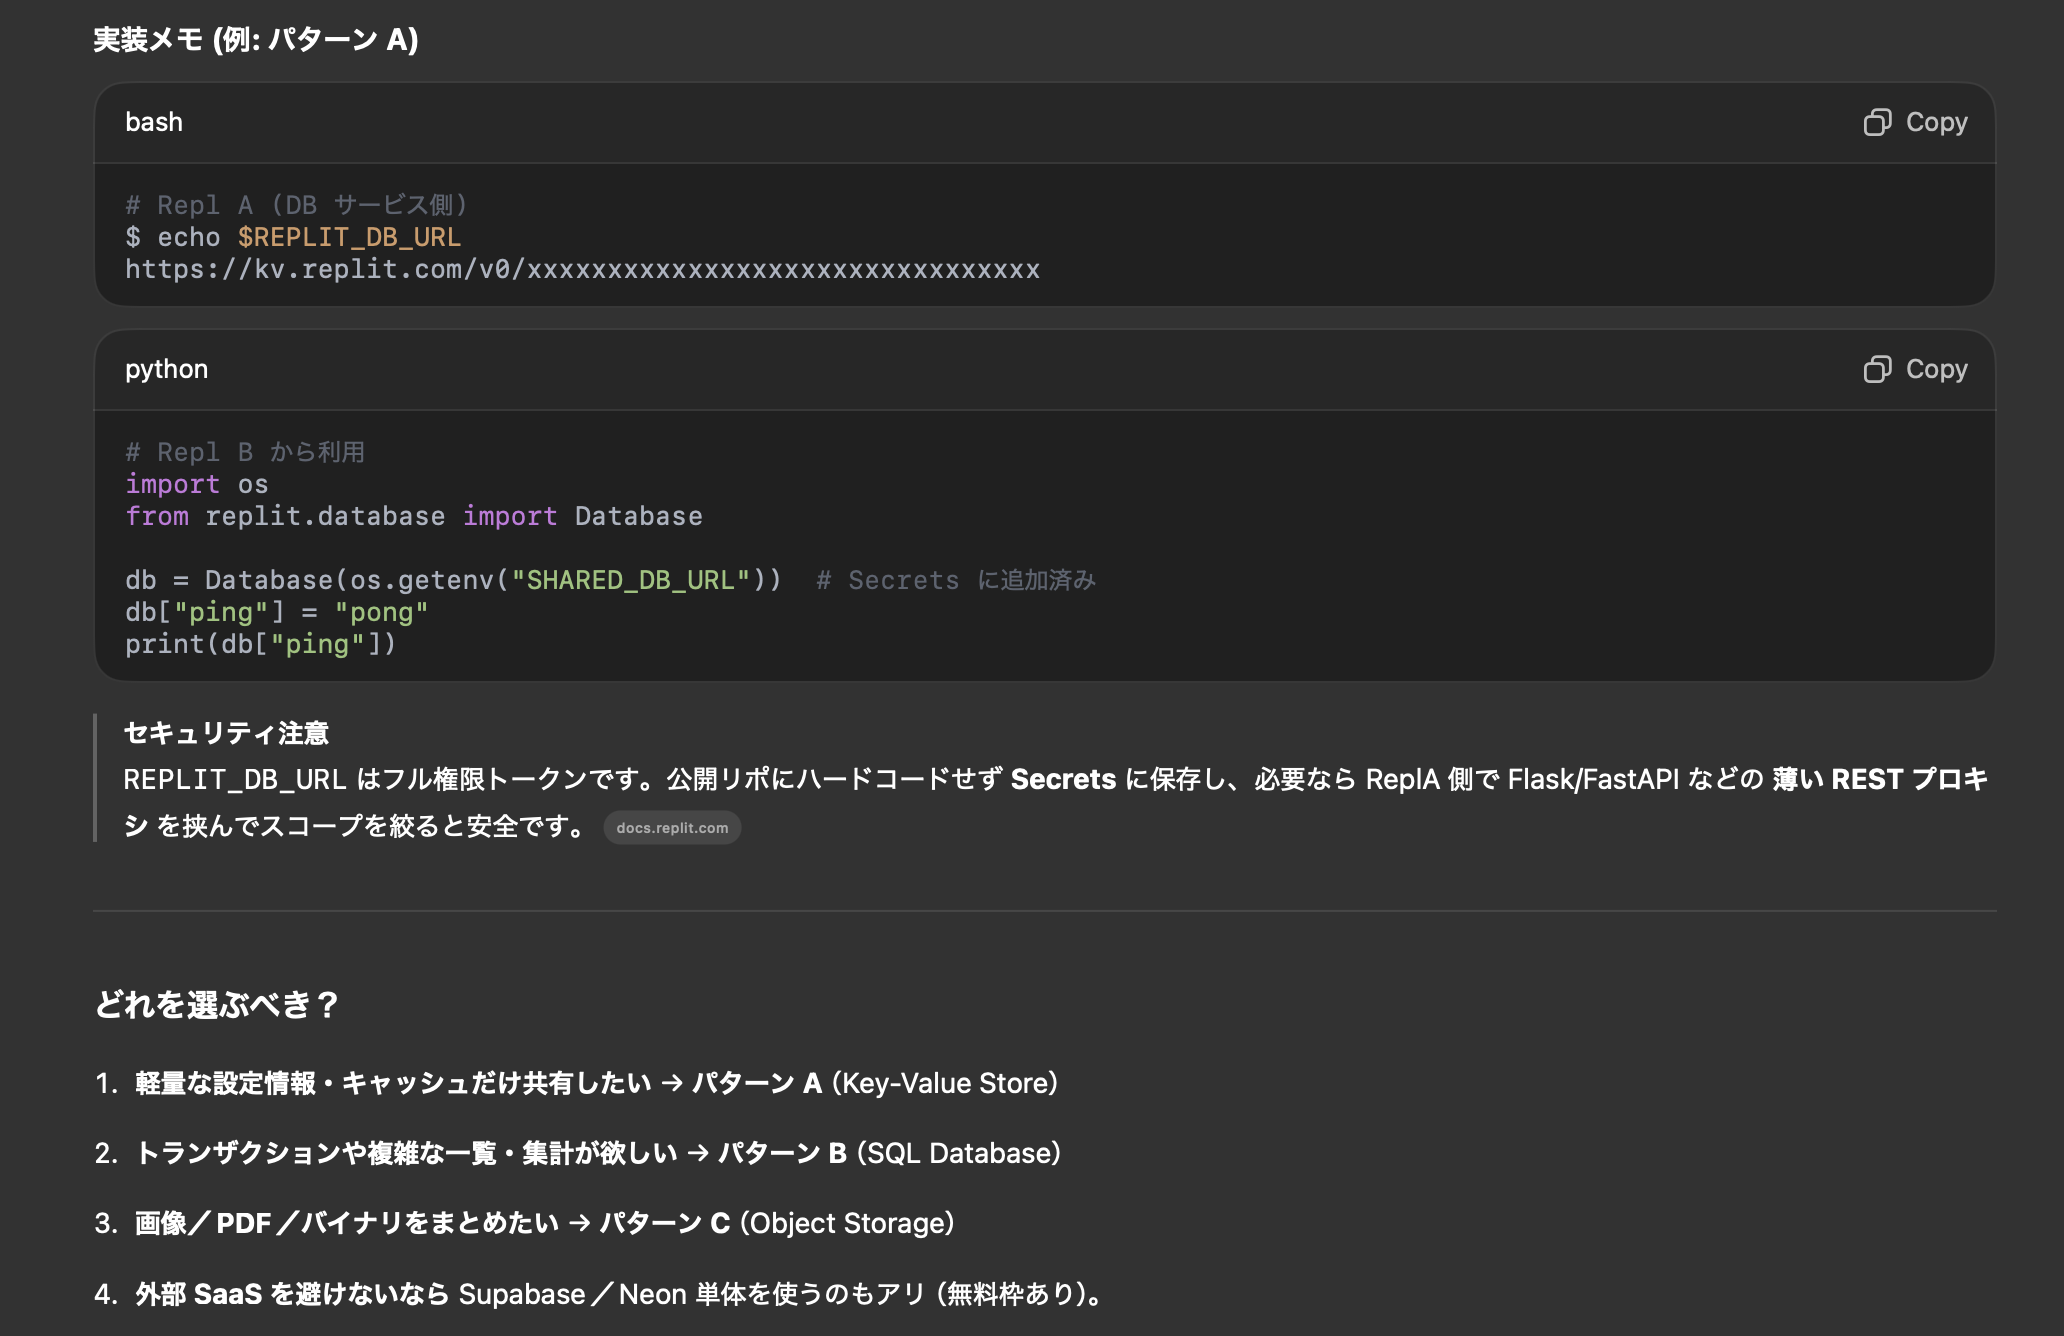 実装メモ (例: パターン A)
bash
Copy
# Repl A (DB サービス側)
$ echo $REPLIT_DB_URL
https://kv.replit.com/v0/xxxxxxxxxxxxxxxxxxxxxxxxxxxxxxxx
python
Copy
# Repl B から利用
import os
from replit.database import Database
db = Database(os.getenv("SHARED_DB_URL"))  # Secrets に追加済み
db["ping"] = "pong"
print(db["ping"])
セキュリティ注意
REPLIT_DB_URL はフル権限トークンです。公開リポにハードコードせず Secrets に保存し、必要なら ReplA 側で Flask/FastAPI などの 薄い REST プロキ
シ を挟んでスコープを絞ると安全です。 docs.replit.com
どれを選ぶべき？
1. 軽量な設定情報・キャッシュだけ共有したい → パターン A（Key-Value Store）
2. トランザクションや複雑な一覧・集計が欲しい → パターン B（SQL Database）
3. 画像／PDF／バイナリをまとめたい → パターン C（Object Storage）
4. 外部 SaaS を避けないなら Supabase／Neon 単体を使うのもアリ（無料枠あり）。